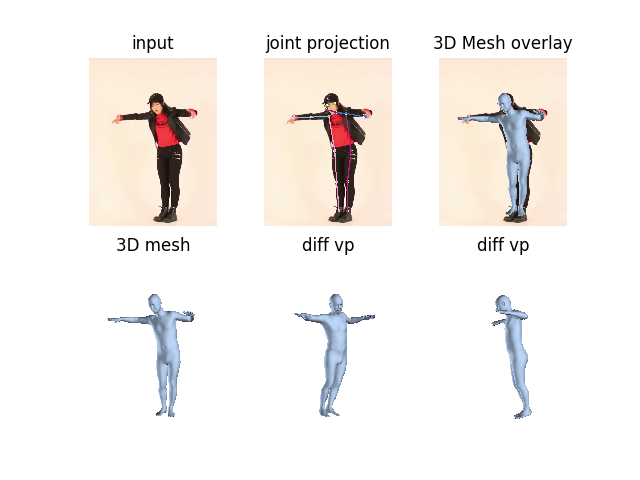 input
joint projection
3D Mesh overlay
3D mesh
diff vp
diff vp